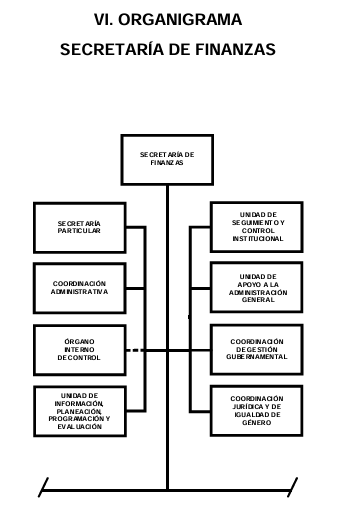 VI. ORGANIGRAMA
SECRETARÍA DE FINANZAS
SECRETARÍA DE
FINANZAS
SECRETARÍA
PARTICULAR
UNIDAD DE
SEGUIMIENTO Y
CONTROL
INSTITUCIONAL
COORDINACIÓN
ADMINISTRATIVA
UNIDAD DE
APOYO A LA
ADMINISTRACIÓN
GENERAL
ÓRGANO
INTERNO
DE CONTROL
COORDINACIÓN
DE GESTIÓN
GUBERNAMENTAL
UNIDAD DE
INFORMACIÓN,
PLANEACIÓN,
PROGRAMACIÓN Y
EVALUACIÓN
COORDINACIÓN
JURÍDICA Y DE
IGUALDAD DE
GÉNERO